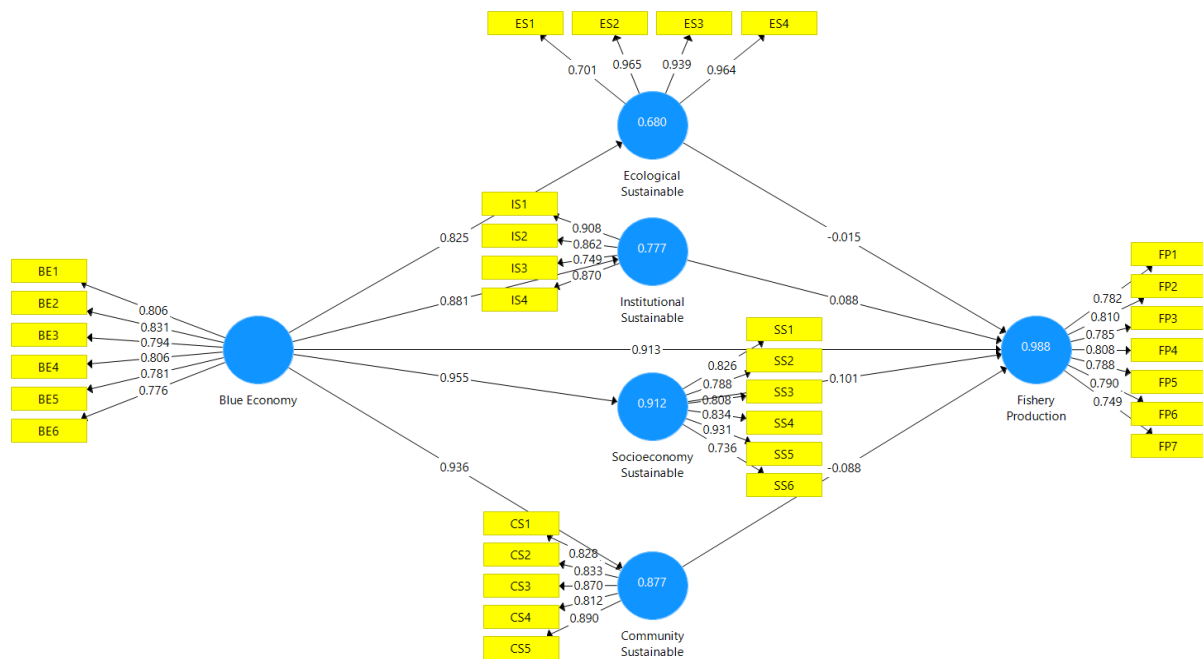 ES1
ES2
ES3
ES4
0.701
0.965
0.939
0.964
0.680
Ecological
Sustainable
IS1
IS2
IS3
IS4
0.908
0.862
0.749
0.870
0.777
Institutional
Sustainable
0.825
0.881
0.955
0.936
0.913
-0.015
0.088
0.101
-0.088
BE1
BE2
BE3
BE4
BE5
BE6
0.806
0.831
0.794
0.806
0.781
0.776
Blue Economy
SS1
SS2
SS3
SS4
SS5
SS6
0.826
0.788
0.808
0.834
0.931
0.736
0.912
Socioeconomy
Sustainable
FP1
FP2
FP3
FP4
FP5
FP6
FP7
0.782
0.810
0.785
0.808
0.788
0.790
0.749
0.988
Fishery
Production
CS1
CS2
CS3
CS4
CS5
0.828
0.833
0.870
0.812
0.890
0.877
Community
Sustainable